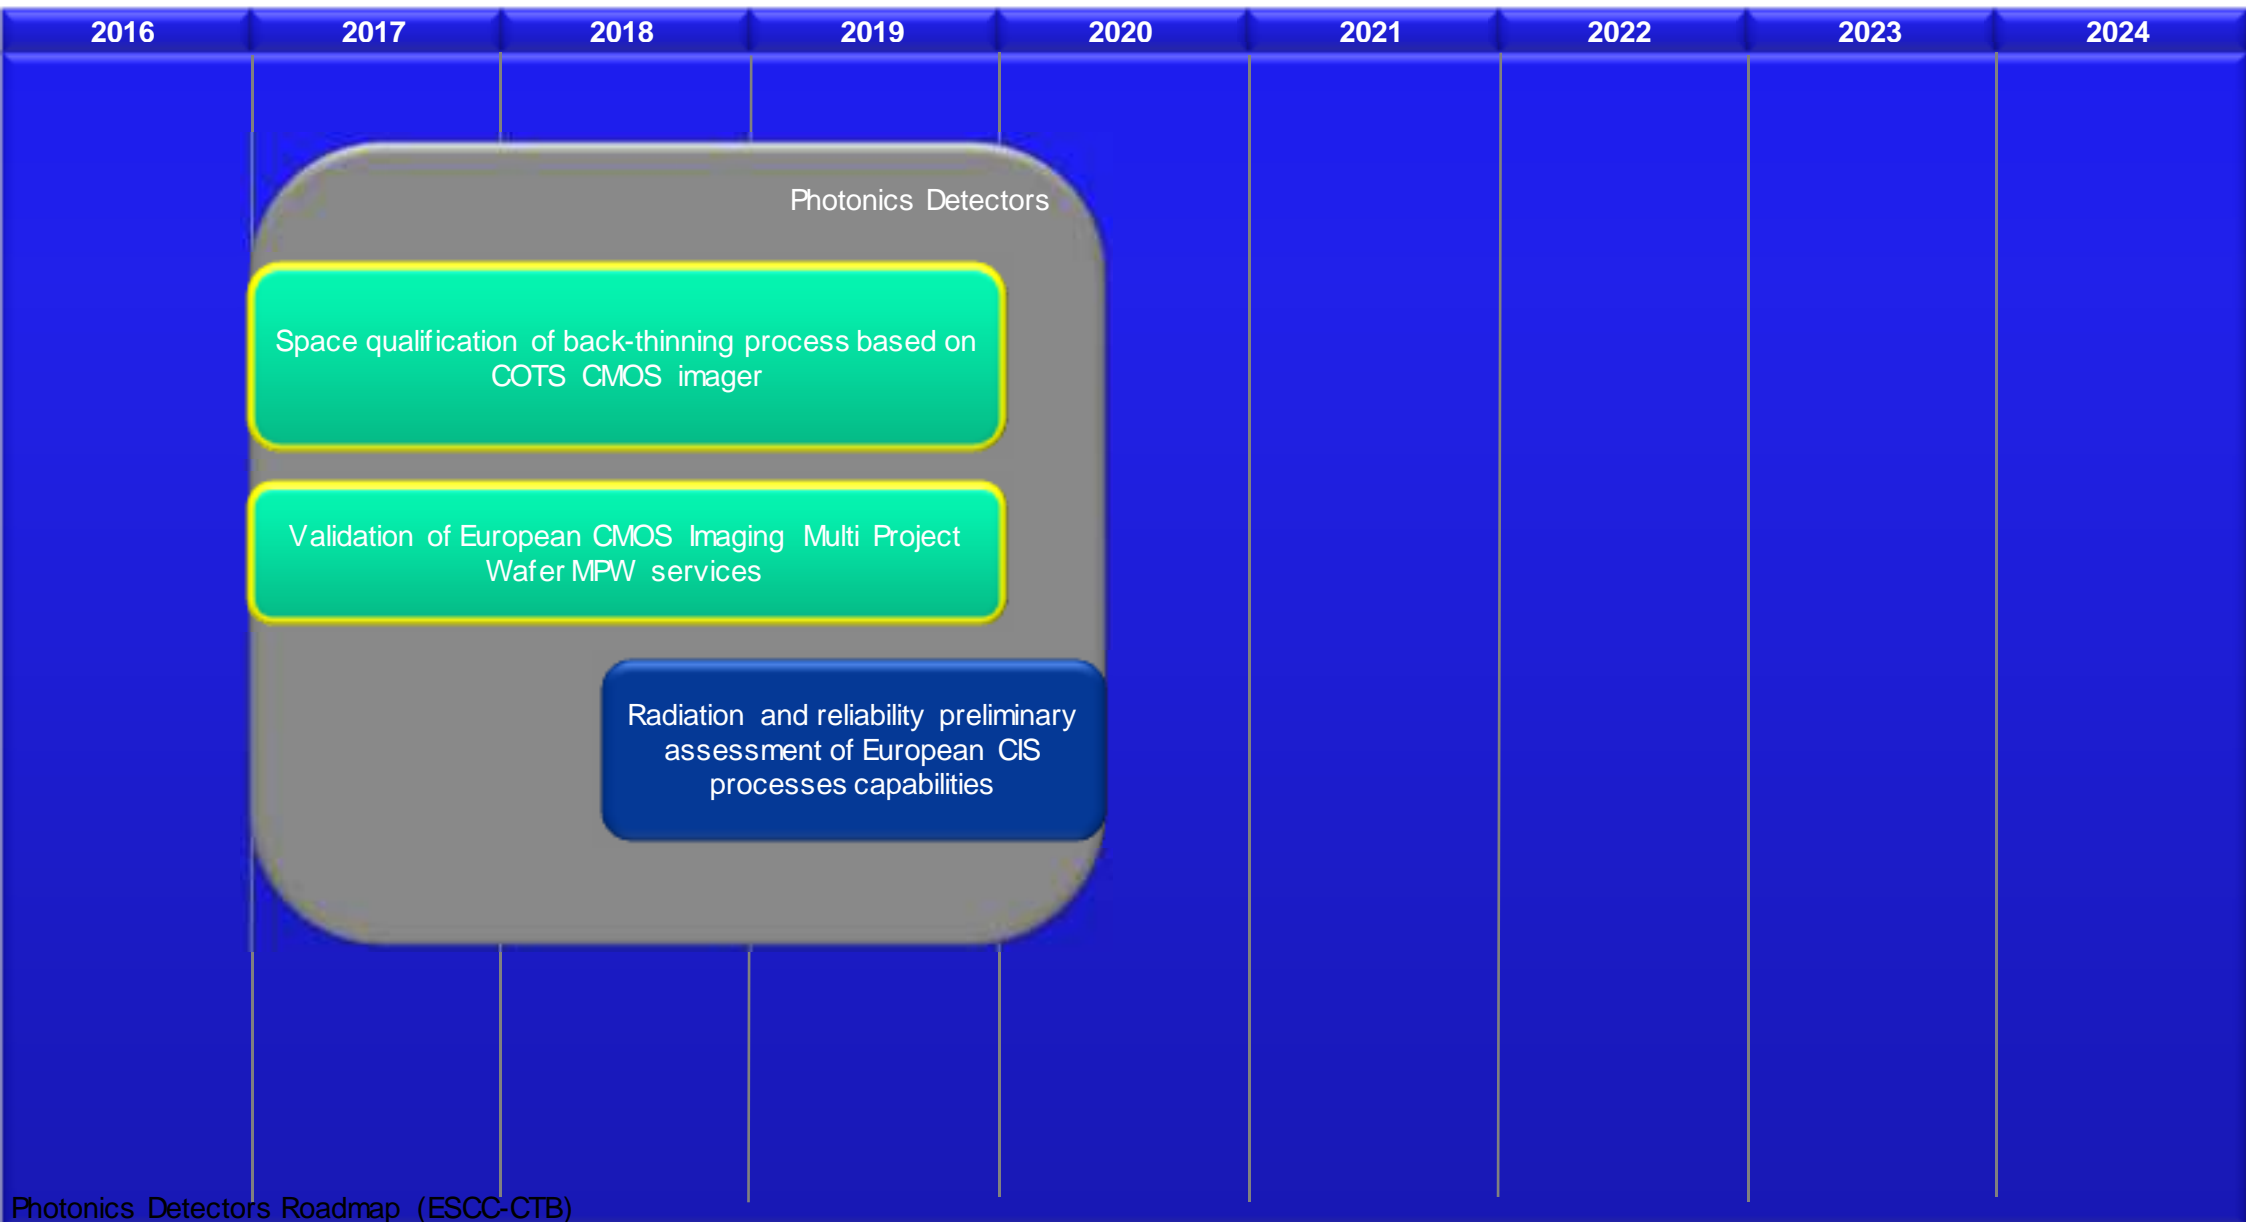 2016 2017 2018 2019 2020 2021 2022 2023 2024
Photonics Detectors
Space qualification of back-thinning process based on
COTS CMOS imager
Validation of European CMOS Imaging Multi Project
Wafer MPW services
Radiation and reliability preliminary
assessment of European CIS
processes capabilities
Photonics Detectors Roadmap (ESCC-CTB)